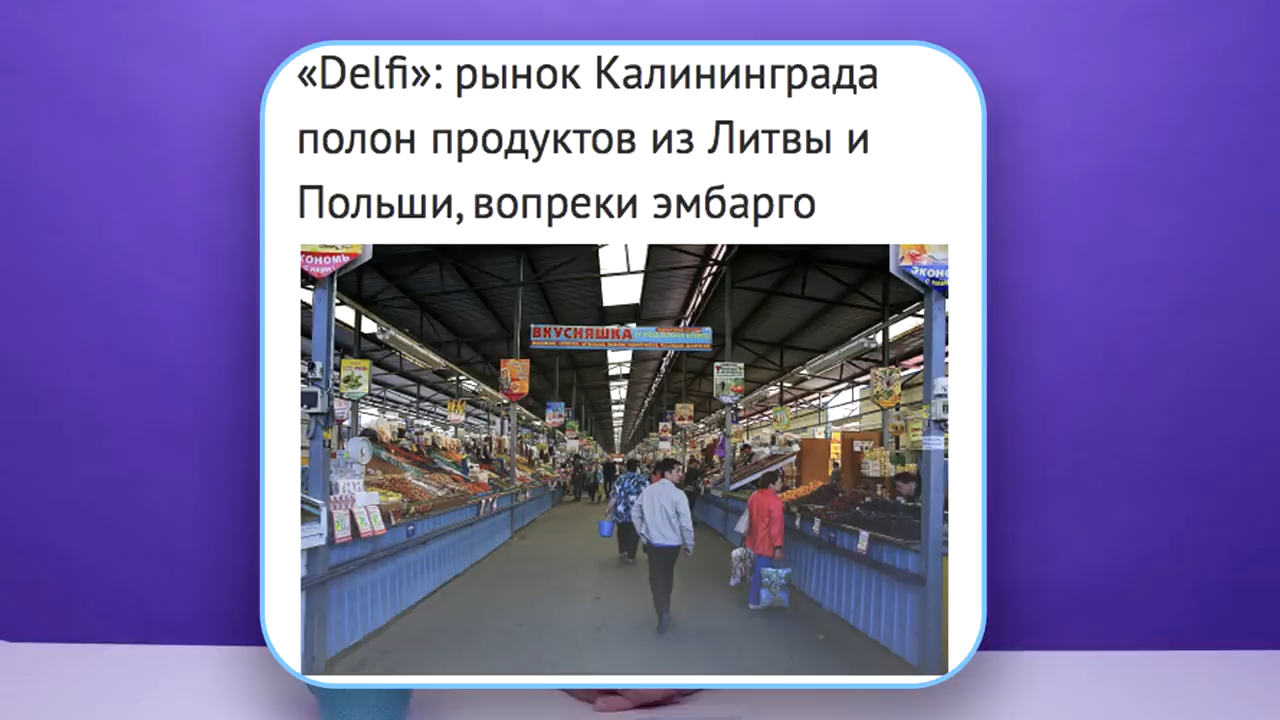 «Delfi»: рынок Калининграда
полон продуктов из Литвы и
Польши, вопреки эмбарго
ВКУСНЯШКА